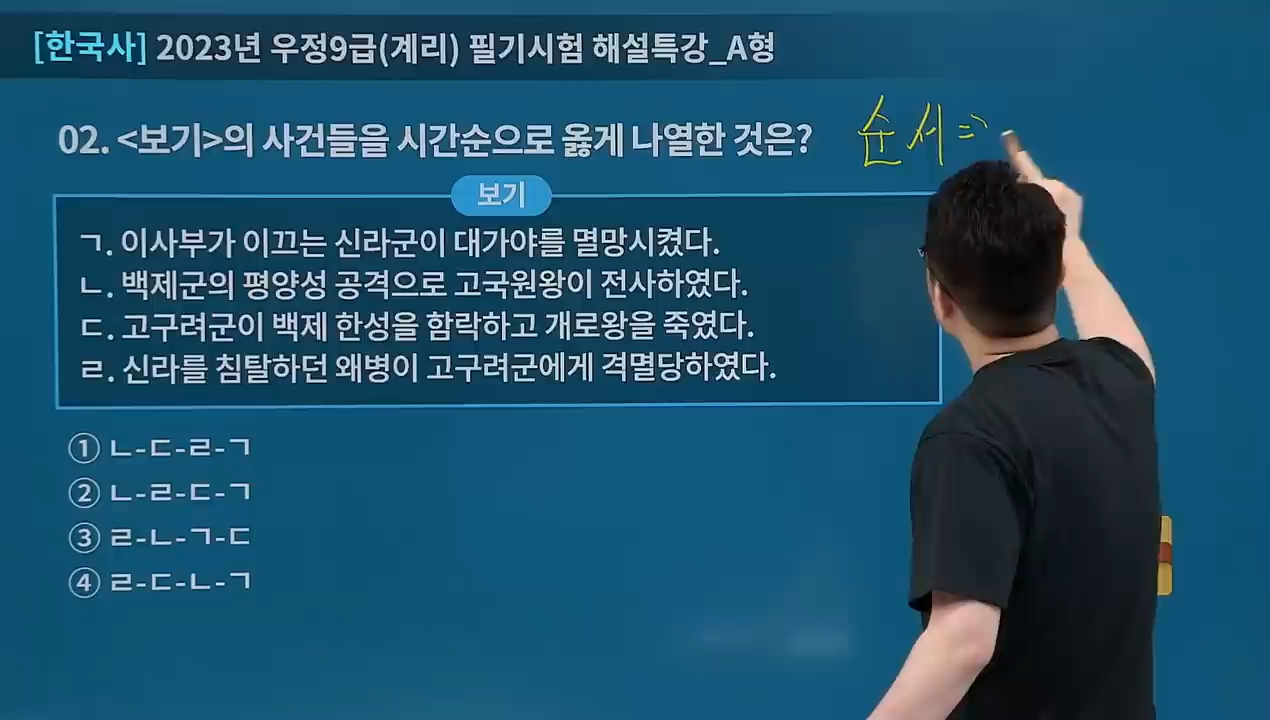 [한국사] 2023년 우정9급(계리) 필기시험 해설특강_A형
02. <보기>의 사건들을 시간순으로 옳게 나열한 것은?
순서⇒
보기
ㄱ. 이사부가 이끄는 신라군이 대가야를 멸망시켰다.
ㄴ. 백제군의 평양성 공격으로 고국원왕이 전사하였다.
ㄷ. 고구려군이 백제 한성을 함락하고 개로왕을 죽였다.
ㄹ. 신라를 침탈하던 왜병이 고구려군에게 격멸당하였다.
① ㄴ-ㄷ-ㄹ-ㄱ
② ㄴ-ㄹ-ㄷ-ㄱ
③ ㄹ-ㄴ-ㄱ-ㄷ
④ ㄹ-ㄷ-ㄴ-ㄱ